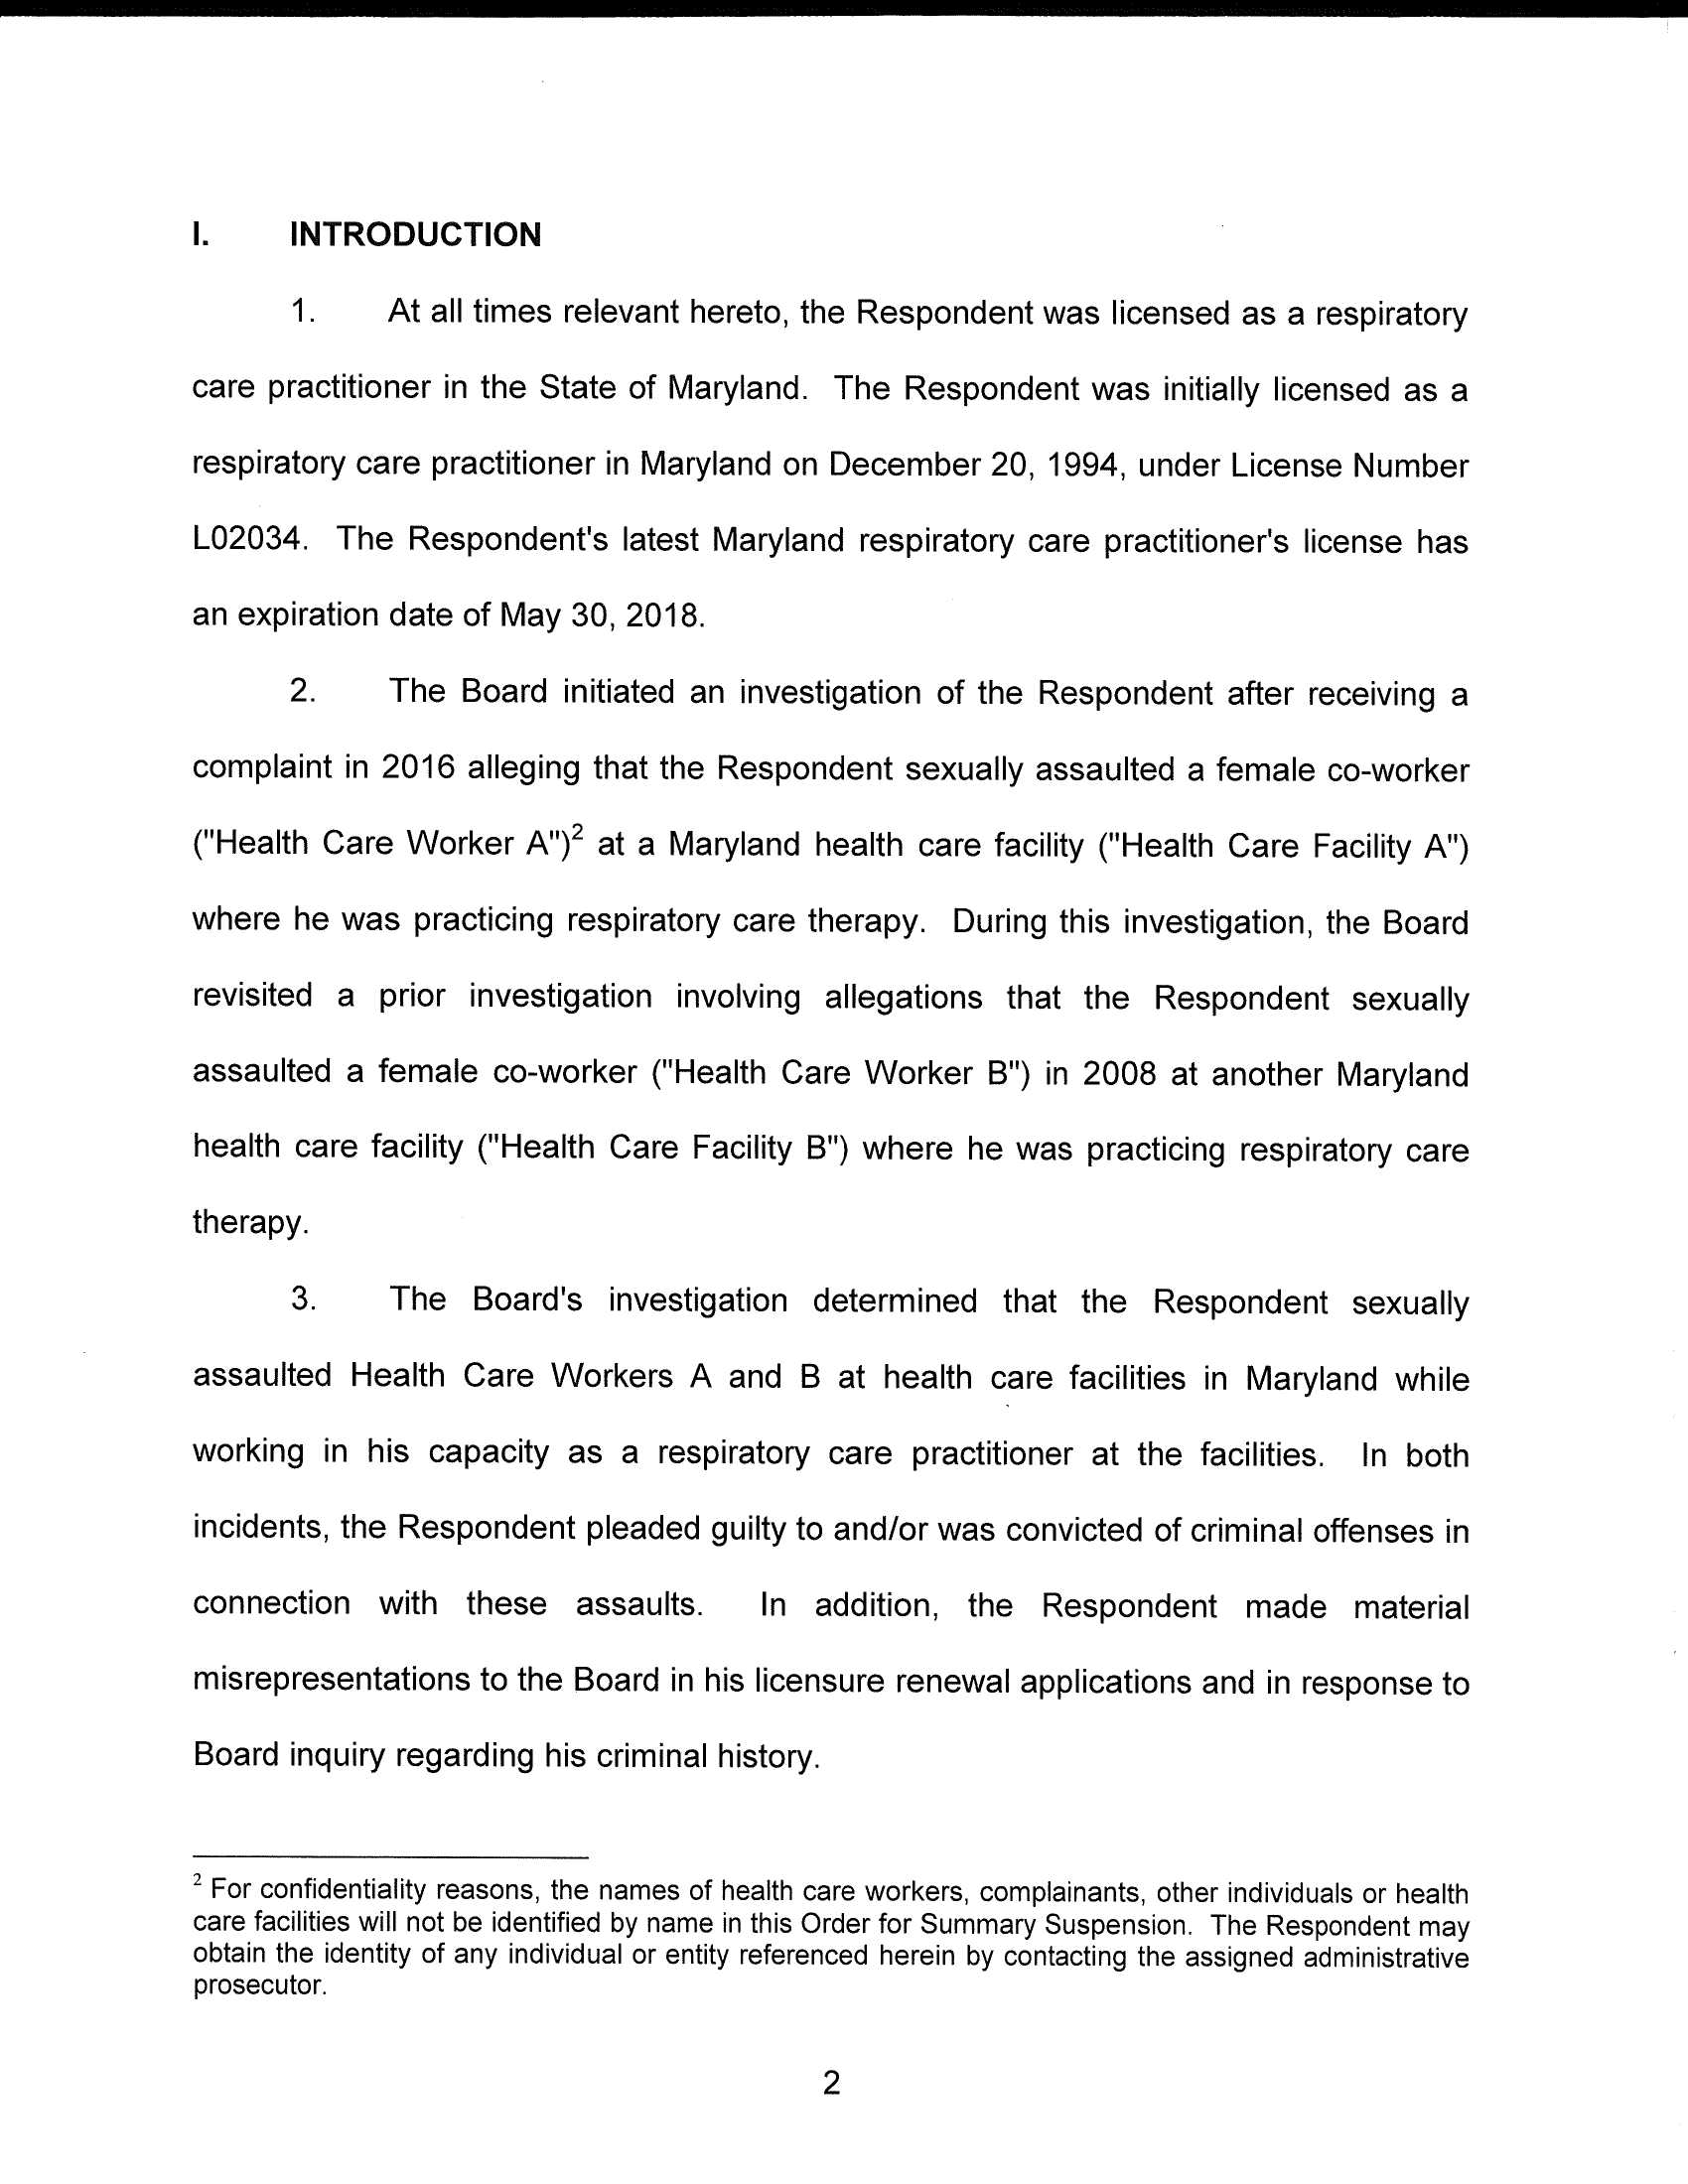 I. INTRODUCTION
1. At all times relevant hereto, the Respondent was licensed as a respiratory
care practitioner in the State of Maryland. The Respondent was initially licensed as a
respiratory care practitioner in Maryland on December 20, 1994, under License Number
L02034. The Respondent's latest Maryland respiratory care practitioner's license has
an expiration date of May 30, 2018.
2. The Board initiated an investigation of the Respondent after receiving a
complaint in 2016 alleging that the Respondent sexually assaulted a female co-worker
("Health Care Worker A")² at a Maryland health care facility ("Health Care Facility A")
where he was practicing respiratory care therapy. During this investigation, the Board
revisited a prior investigation involving allegations that the Respondent sexually
assaulted a female co-worker ("Health Care Worker B") in 2008 at another Maryland
health care facility ("Health Care Facility B") where he was practicing respiratory care
therapy.
3. The Board's investigation determined that the Respondent sexually
assaulted Health Care Workers A and B at health care facilities in Maryland while
working in his capacity as a respiratory care practitioner at the facilities. In both
incidents, the Respondent pleaded guilty to and/or was convicted of criminal offenses in
connection with these assaults. In addition, the Respondent made material
misrepresentations to the Board in his licensure renewal applications and in response to
Board inquiry regarding his criminal history.
² For confidentiality reasons, the names of health care workers, complainants, other individuals or health
care facilities will not be identified by name in this Order for Summary Suspension. The Respondent may
obtain the identity of any individual or entity referenced herein by contacting the assigned administrative
prosecutor.
2